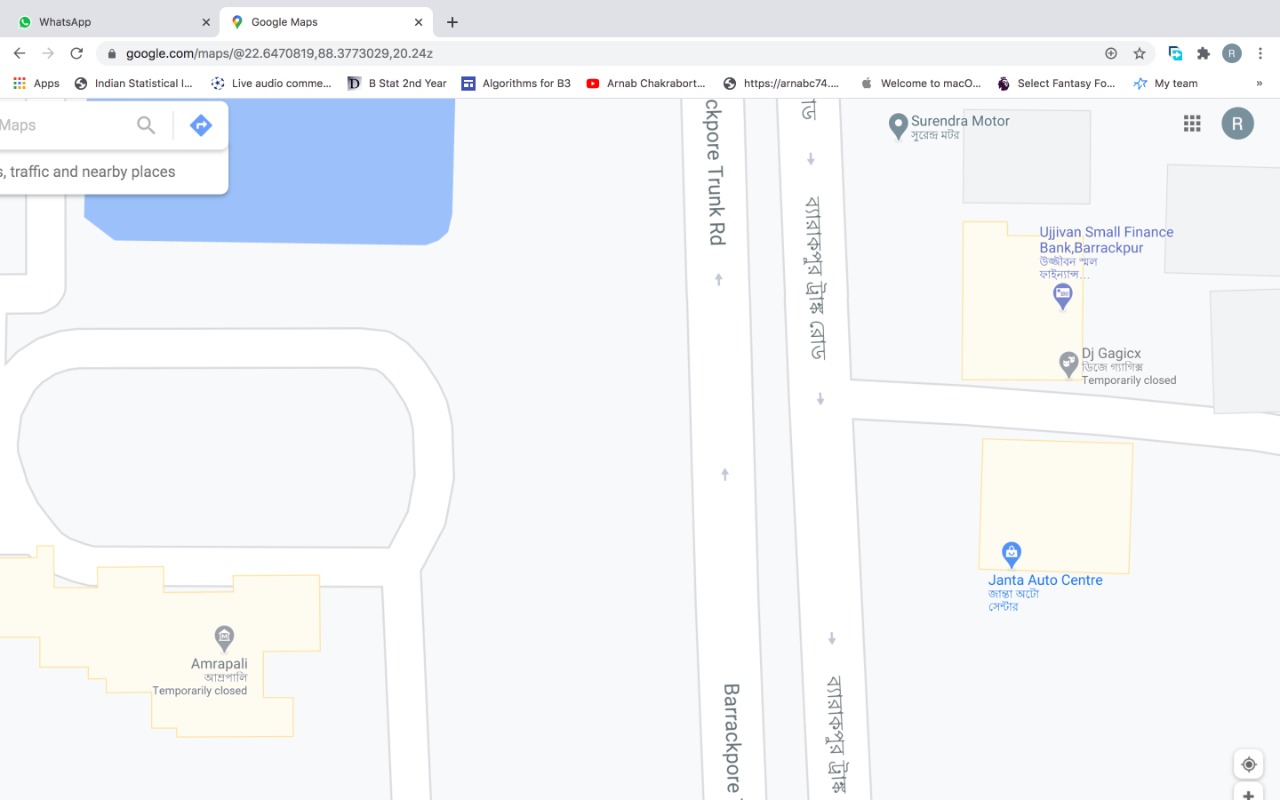 WhatsApp
Google Maps
google.com/maps/@22.6470819,88.3773029,20.24z
R
Apps
Indian Statistical I...
Live audio comme...
B Stat 2nd Year
Algorithms for B3
Arnab Chakrabort...
https://arnabc74....
Welcome to macO...
Select Fantasy Fo...
My team
»
Maps
s, traffic and nearby places
ckpore Trunk Rd
ব্যারাকপুর ট্রাঙ্ক রোড
Surendra Motor
সুরেন্দ্র মটর
R
Ujjivan Small Finance
Bank,Barrackpur
উজ্জীবন স্মল
ফাইন্যান্স...
Dj Gagicx
ডিজে গ্যাগিক্স
Temporarily closed
Janta Auto Centre
জান্তা অটো
সেন্টার
Amrapali
আম্রপালি
Temporarily closed
Barrackpore
ব্যারাকপুর ট্রাঙ্ক